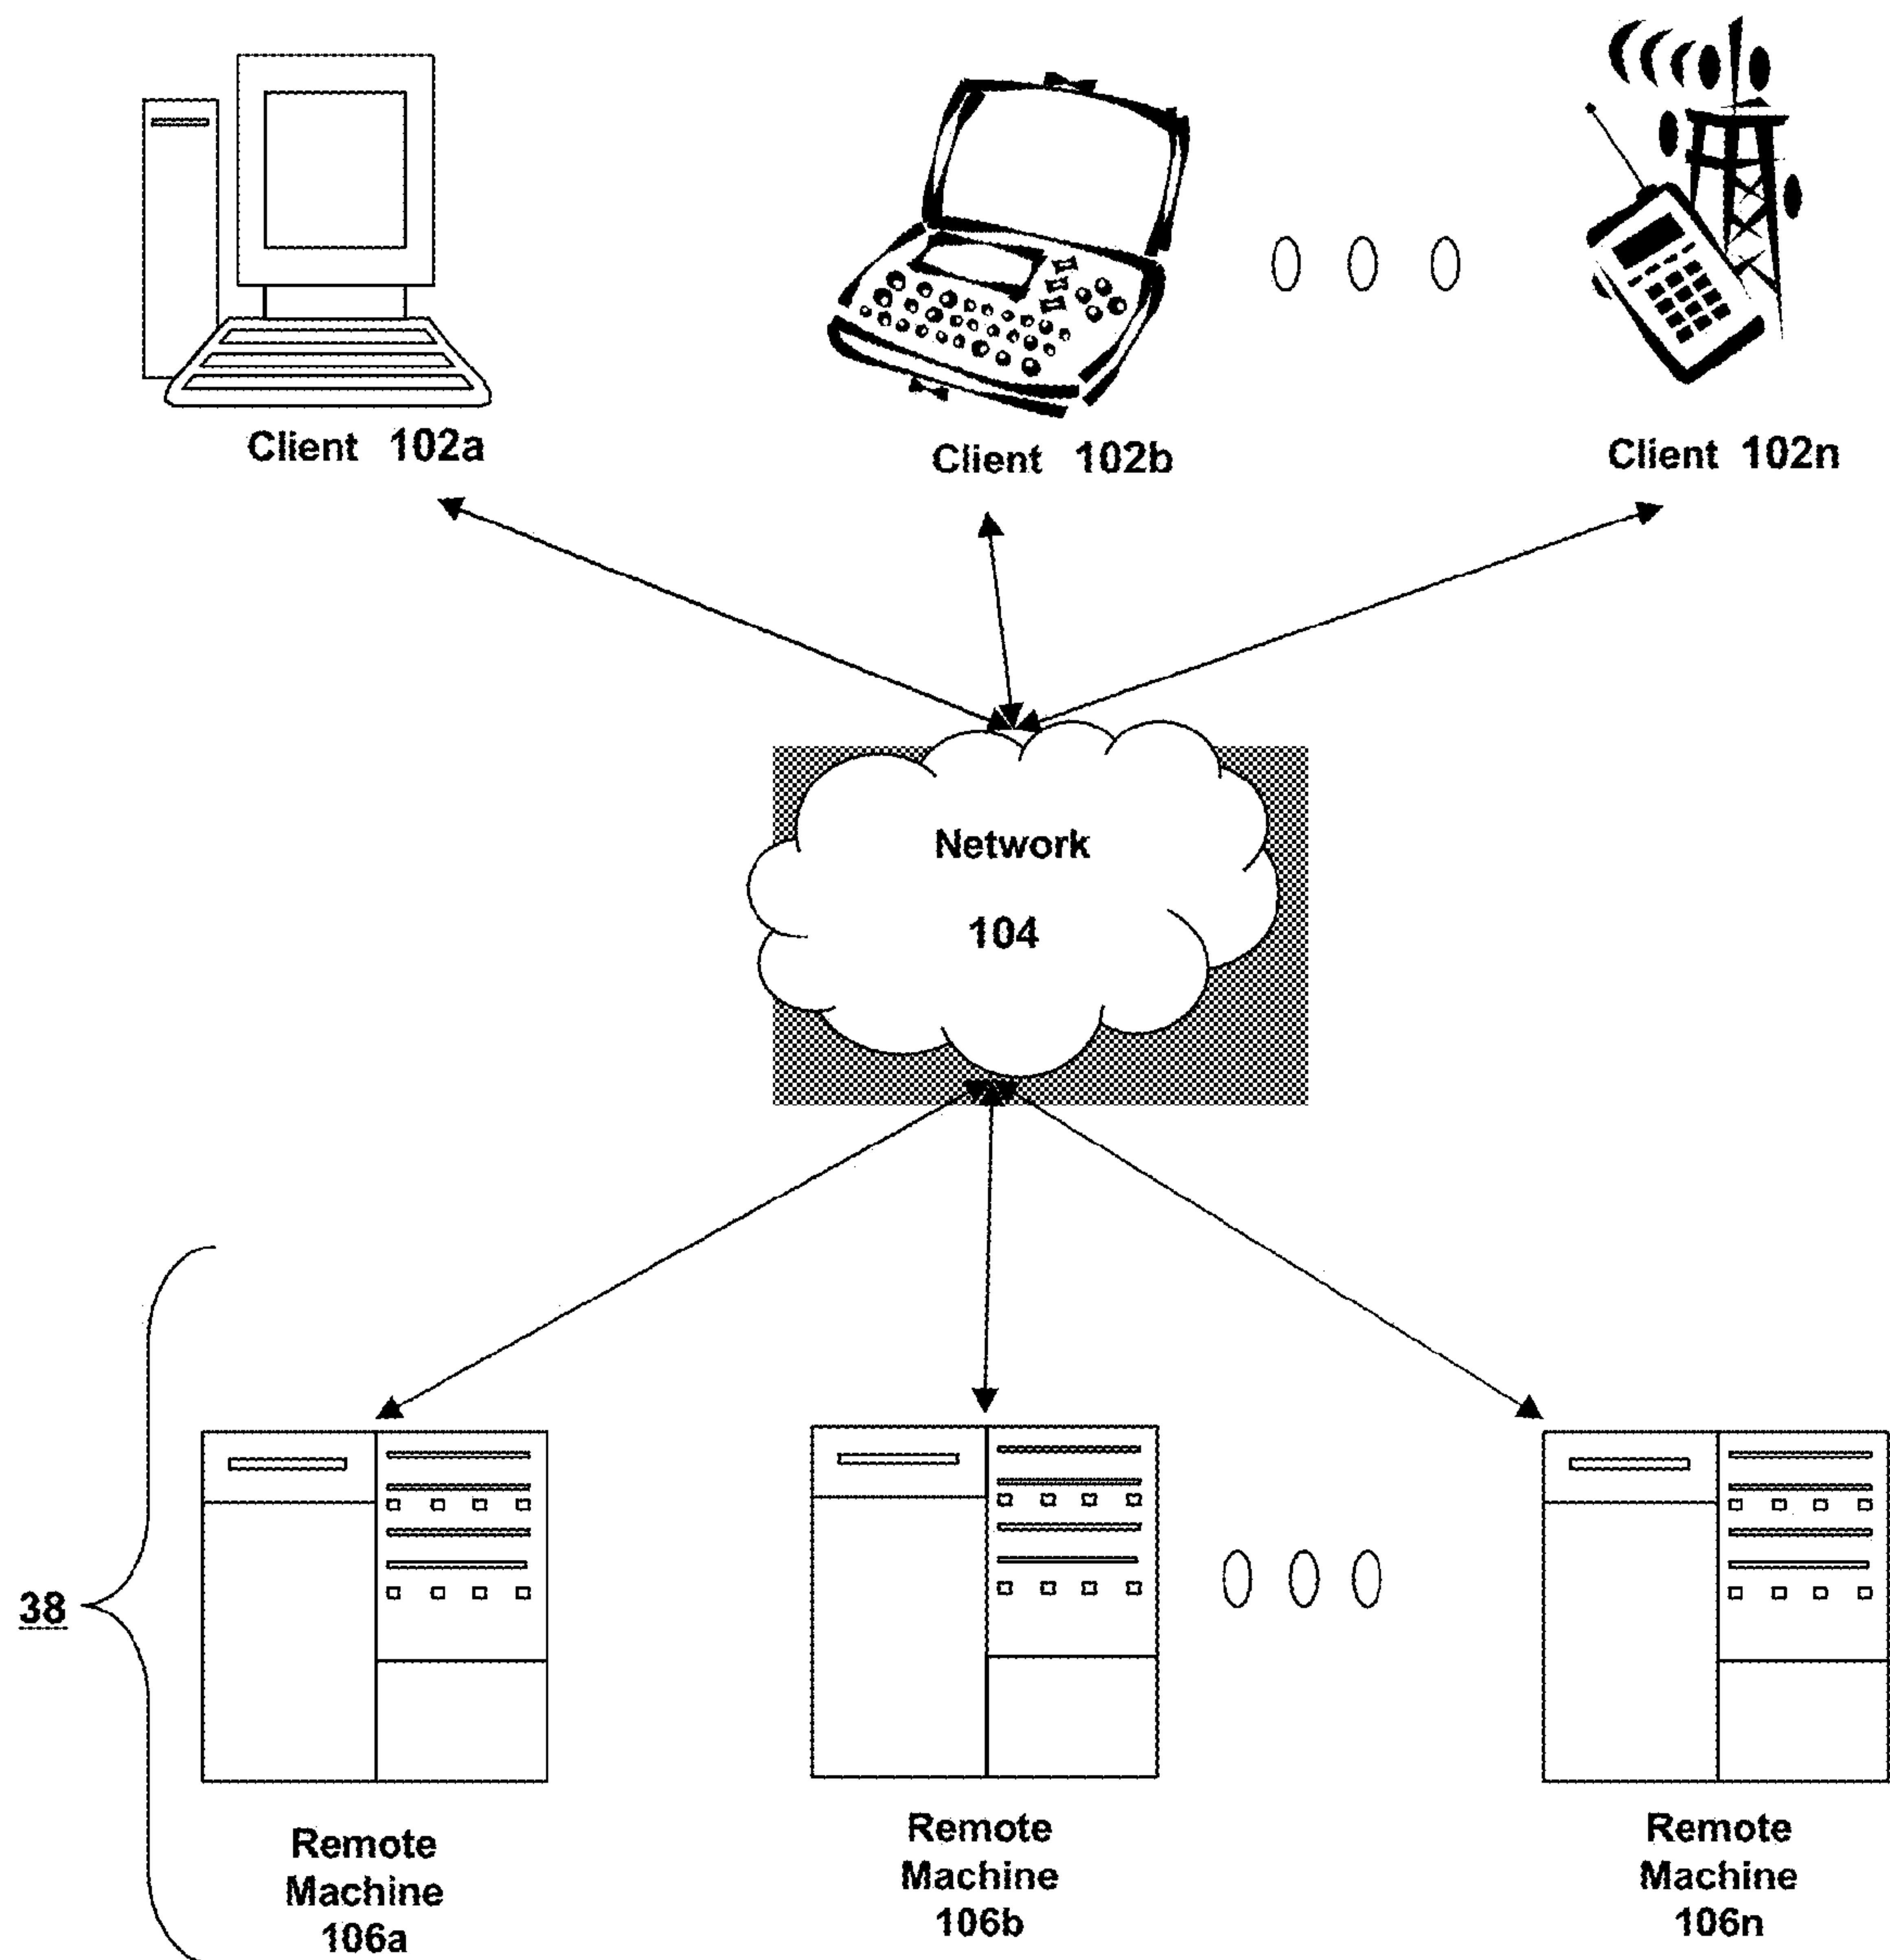 Client 102a
Client 102b
Client 102n
Network
104
38
Remote
Machine
106a
Remote
Machine
106b
Remote
Machine
106n